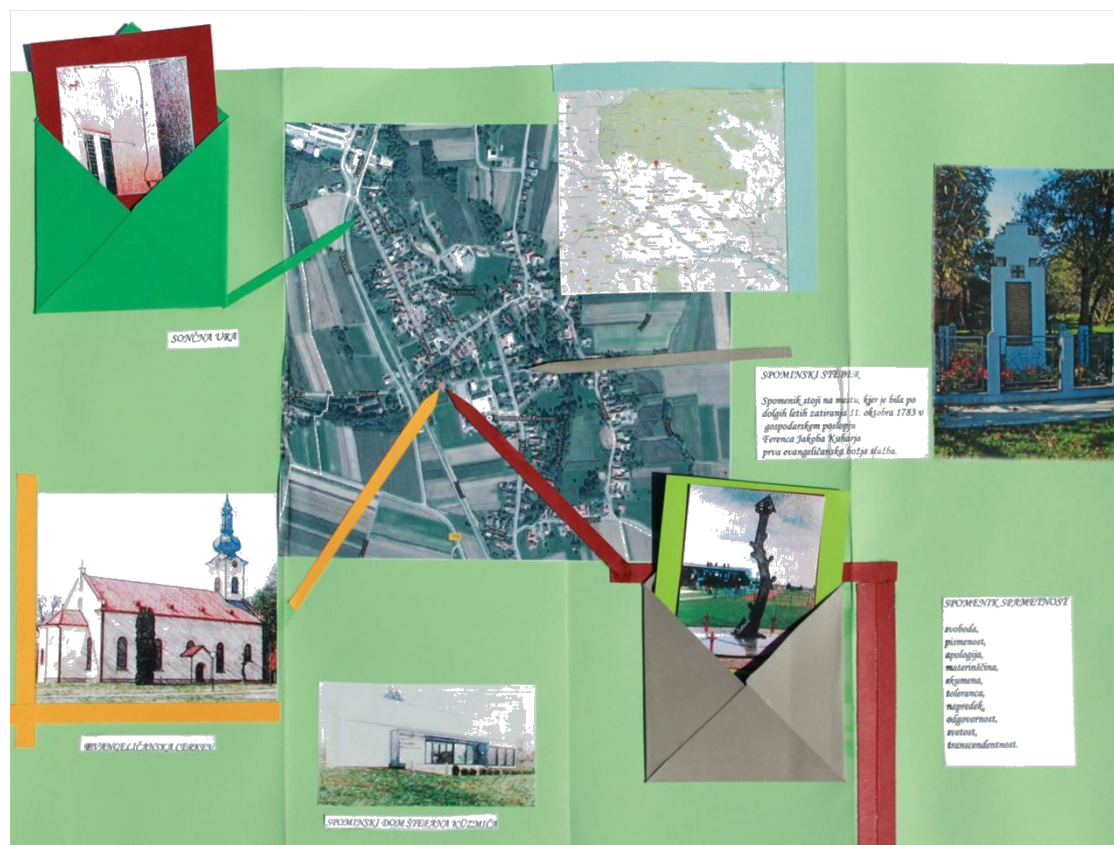 SONČNA URA
SPOMINSKI STEBER
Spomenik stoji na mestu, kjer je bila po
dolgih letih zatiranja 11. oktobra 1783 v
gospodarskem poslopju
Ferenca Jakoba Kuharja
prva evangeličanska božja služba.
EVANGELIČANSKA CERKEV
SPOMINSKI DOM ŠTEFANA KÜZMIČA
SPOMENIK SPAMETNOST
svoboda,
pismenost,
apologija,
materinščina,
ekumena,
toleranca,
napredek,
odgovornost,
svetost,
transcendentnost.